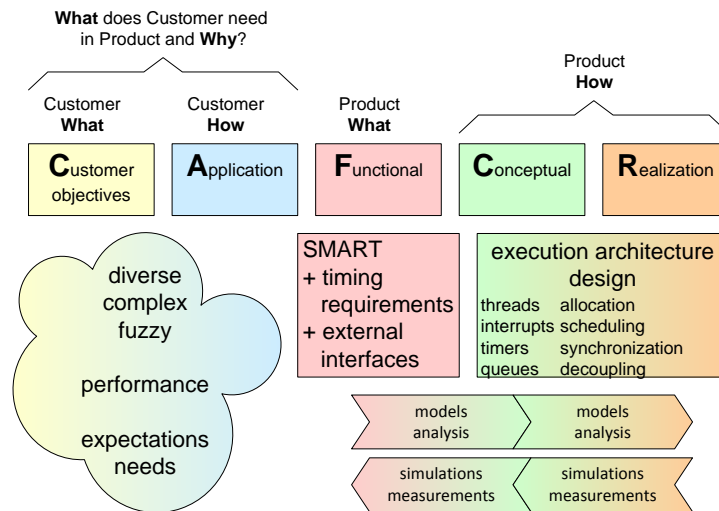 What does Customer need
in Product and Why?
Product
How
Customer
What
Customer
How
Product
What
Customer
objectives
Application
Functional
Conceptual
Realization
diverse
complex
fuzzy
performance
expectations
needs
SMART
+ timing
requirements
+ external
interfaces
execution architecture
design
threads allocation
interrupts scheduling
timers synchronization
queues decoupling
models
analysis
models
analysis
simulations
measurements
simulations
measurements